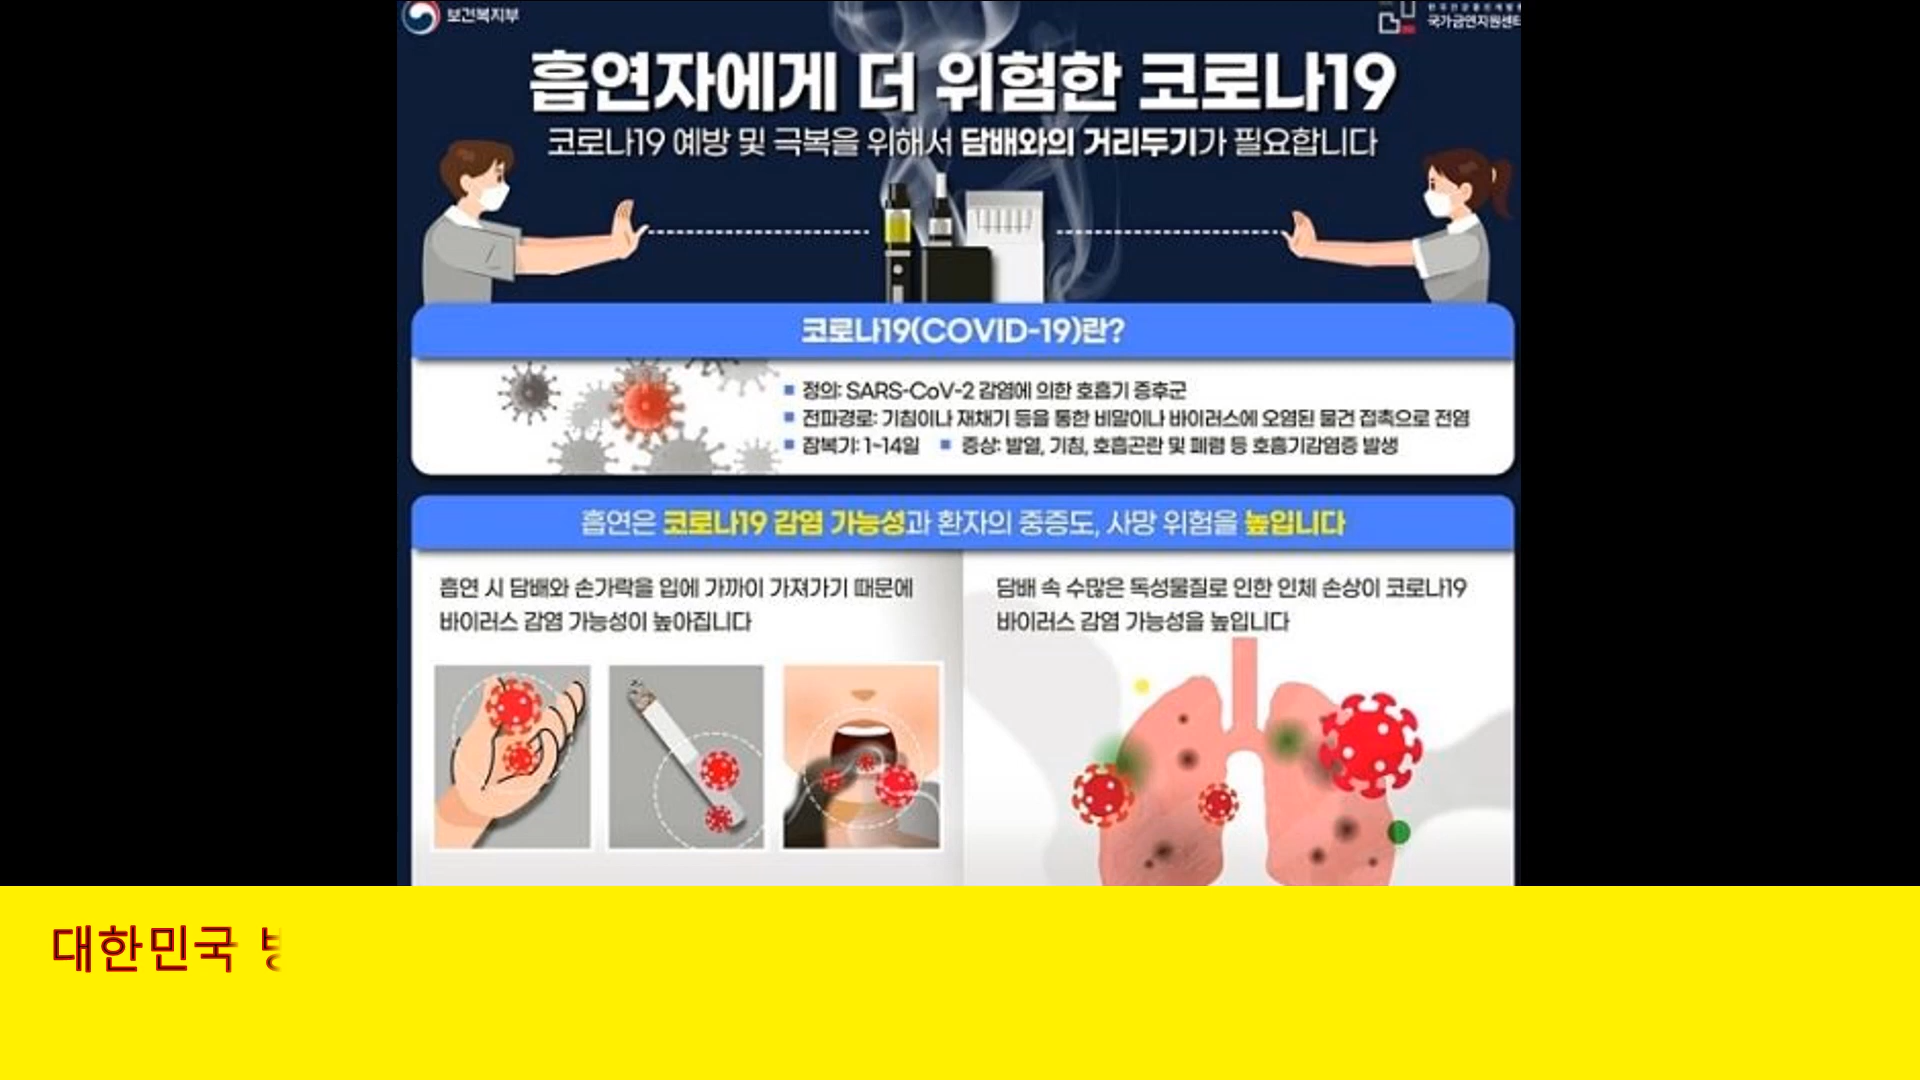 보건복지부
국가금연지원센터
흡연자에게 더 위험한 코로나19
코로나19 예방 및 극복을 위해서 담배와의 거리두기가 필요합니다
코로나19(COVID-19)란?
정의: SARS-CoV-2 감염에 의한 호흡기 증후군
전파경로: 기침이나 재채기 등을 통한 비말이나 바이러스에 오염된 물건 접촉으로 전염
잠복기: 1~14일 증상: 발열, 기침, 호흡곤란 및 폐렴 등 호흡기감염증 발생
흡연은 코로나19 감염 가능성과 환자의 중증도, 사망 위험을 높입니다
흡연 시 담배와 손가락을 입에 가까이 가져가기 때문에
바이러스 감염 가능성이 높아집니다
담배 속 수많은 독성물질로 인한 인체 손상이 코로나19
바이러스 감염 가능성을 높입니다
대한민국